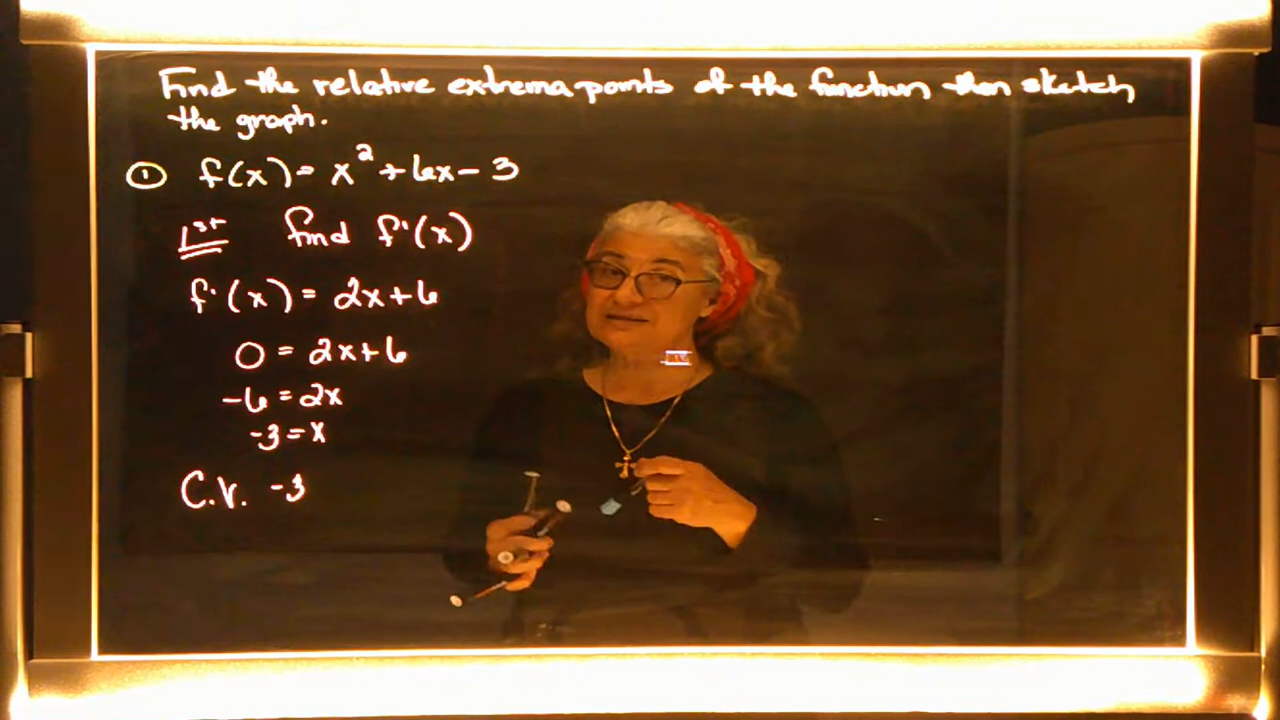 Find the relative extrema points of the function then sketch
the graph.
① f(x) = x² + 6x - 3
1st find f'(x)
f'(x) = 2x+6
0 = 2x+6
-6 = 2x
-3 = x
C.V. -3